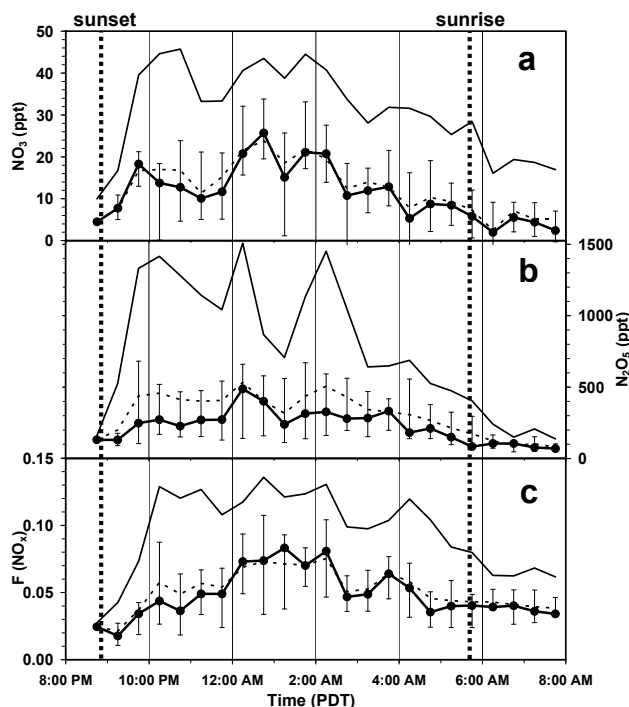 sunset sunrise
a
50
40
30
20
10
0
NO₃ (ppt)
b
1500
1000
500
0
N₂O₅ (ppt)
c
0.15
0.10
0.05
0.00
F (NOₓ)
8:00 PM 10:00 PM 12:00 AM 2:00 AM 4:00 AM 6:00 AM 8:00 AM
Time (PDT)